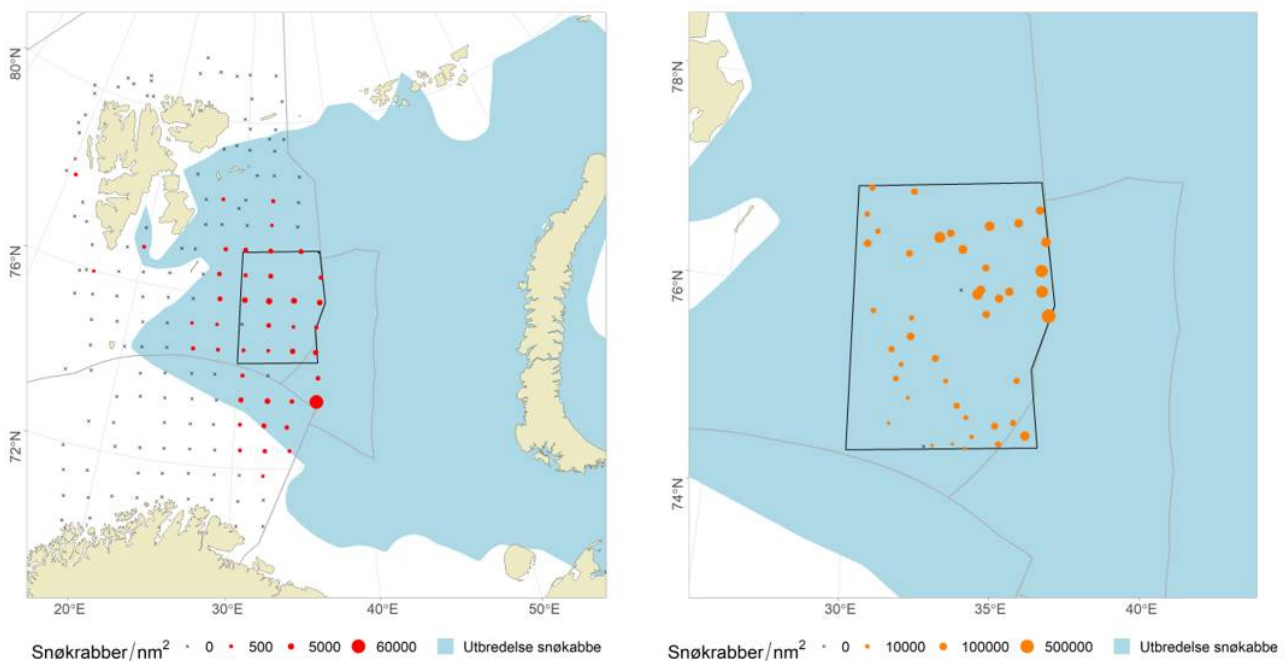 80°N
76°N
72°N
20°E 30°E 40°E 50°E
Snøkrabber/nm² 0 500 5000 60000 Utbredelse snøkabbe
78°N
76°N
74°N
30°E 35°E 40°E
Snøkrabber/nm² 0 10000 100000 500000 Utbredelse snøkabbe